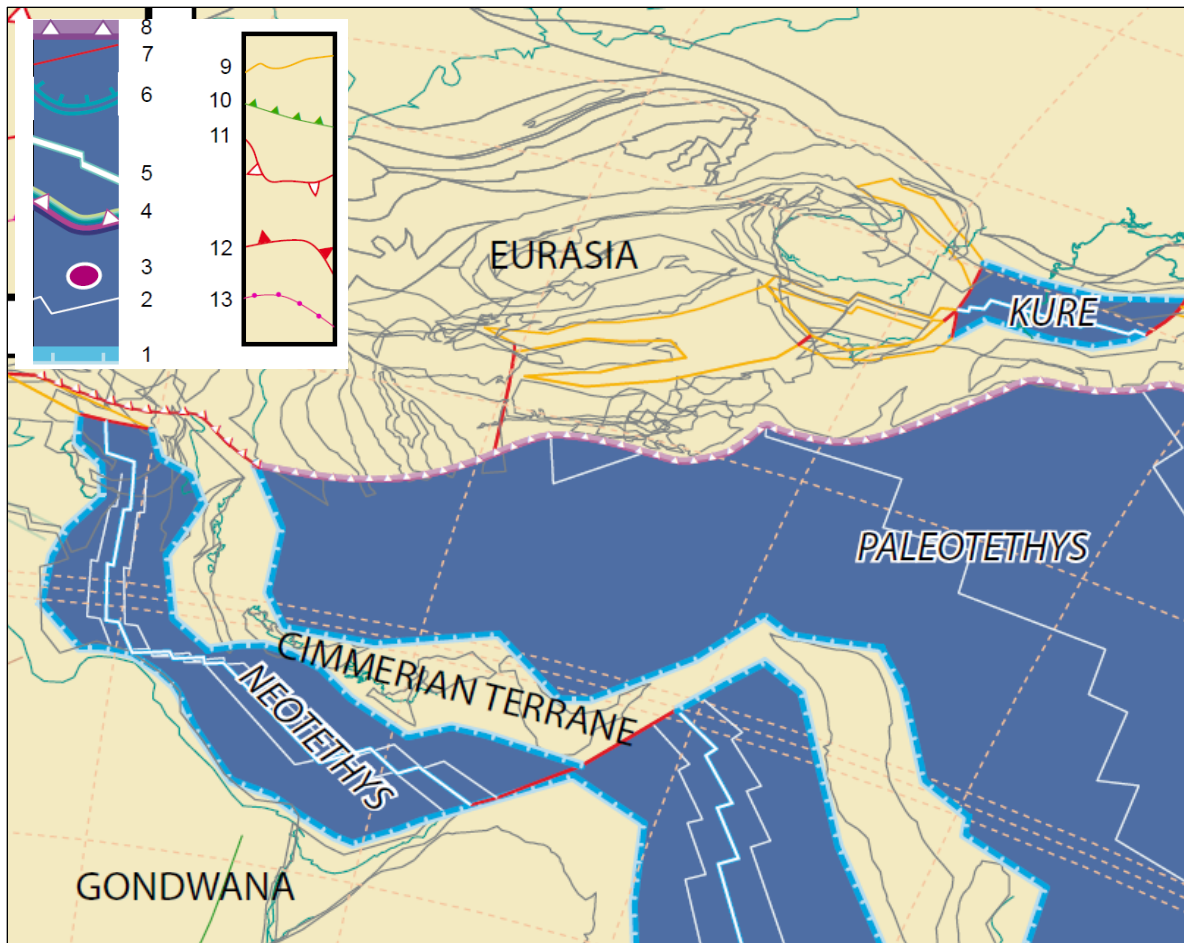 8
7
6
5
4
3
2
1
9
10
11
12
13
EURASIA
KURE
PALEOTETHYS
CIMMERIAN TERRANE
NEOTETHYS
GONDWANA